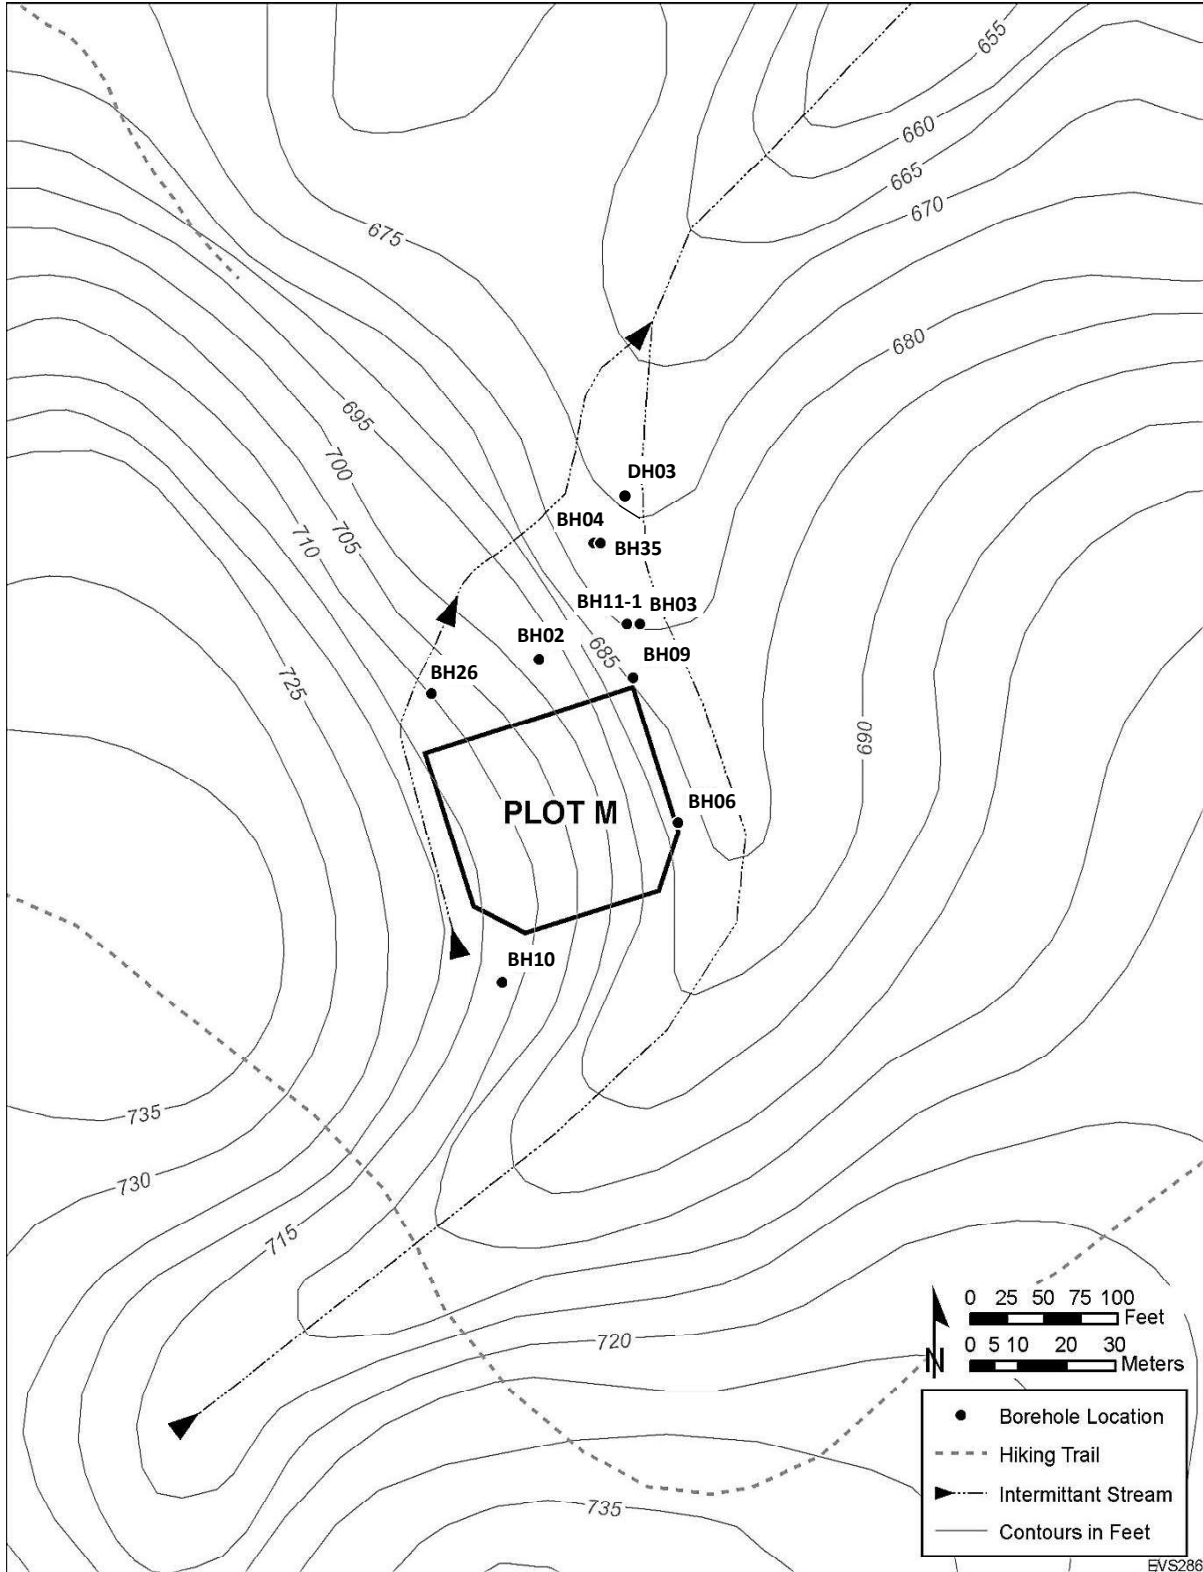 655
660
665
670
675
680
695
700
705
710
DH03
BH04
BH35
BH11-1 BH03
BH02
685
BH09
BH26
725
690
PLOT M
BH06
BH10
735
730
715
720
735
0 25 50 75 100
Feet
0 5 10 20 30
Meters
N
Borehole Location
Hiking Trail
Intermittant Stream
Contours in Feet
EVS286